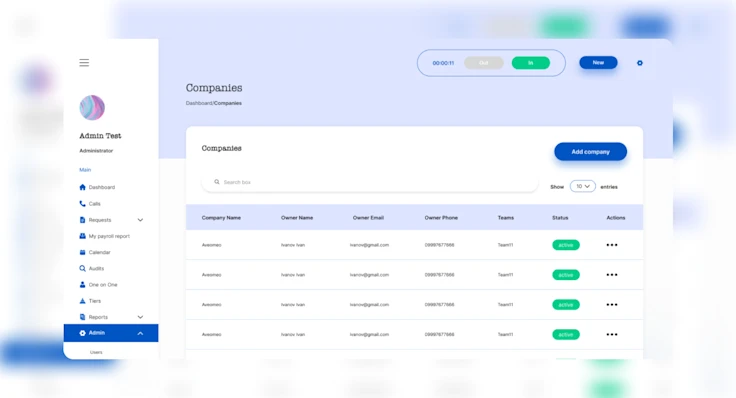 00:00:11 Out In New
Companies
Dashboard/Companies
Admin Test
Administrator
Main
Dashboard
Calls
Requests
My payroll report
Calendar
Audits
One on One
Tiers
Reports
Admin
Users
Companies
Add company
Search box
Show 10 entries
Company Name Owner Name Owner Email Owner Phone Teams Status Actions
Aveomeo Ivanov Ivan ivanov@gmail.com 09997677666 Team11 active
Aveomeo Ivanov Ivan ivanov@gmail.com 09997677666 Team11 active
Aveomeo Ivanov Ivan ivanov@gmail.com 09997677666 Team11 active
Aveomeo Ivanov Ivan ivanov@gmail.com 09997677666 Team11 active